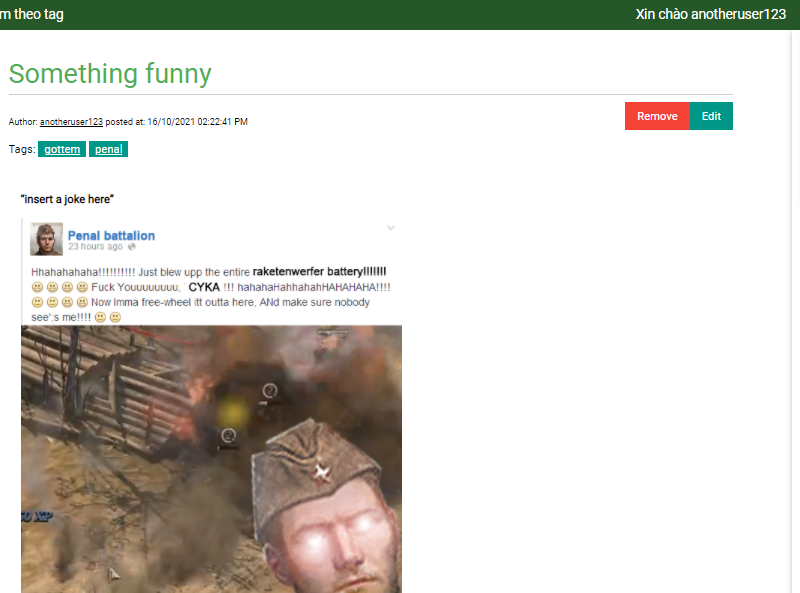 m theo tag
Xin chào anotheruser123
Something funny
Author: anotheruser123 posted at: 16/10/2021 02:22:41 PM
Remove
Edit
Tags: gottem penal
“insert a joke here”
Penal battalion
23 hours ago
Hhahahahaha!!!!!!!!!! Just blew upp the entire raketenwerfer battery!!!!!!!
Fuck Youuuuuuuu, ' CYKA !!! hahahaHahhahahHAHAHAHA!!!!
Now Imma free-wheel itt outta here, ANd make sure nobody
see';s me!!!!
XP